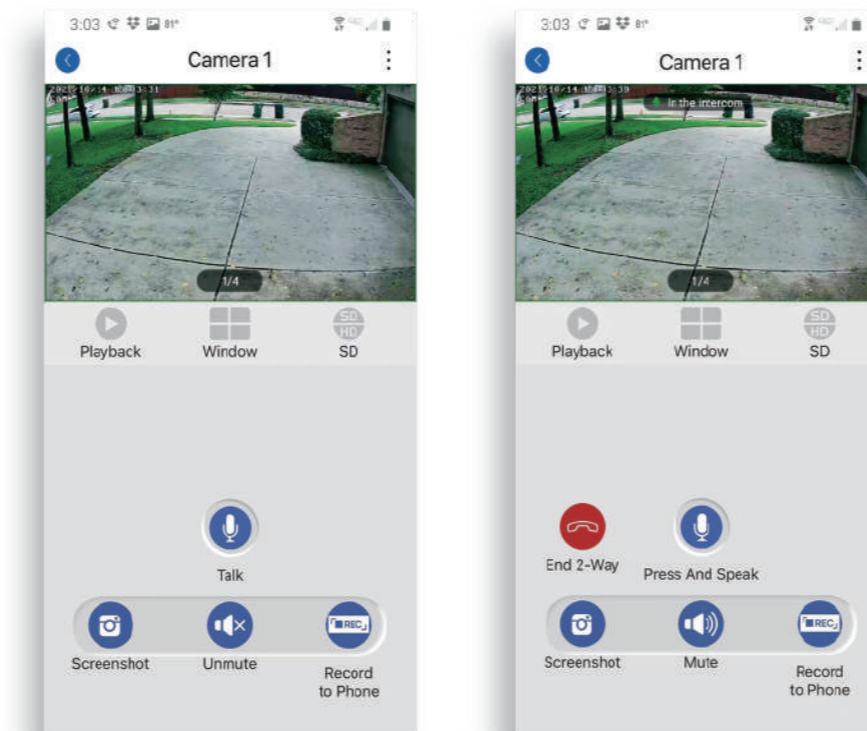 3:03 81°
Camera 1
1/4
Playback Window SD
HD
SD
Talk
REC
Screenshot Unmute Record
to Phone
3:03 81°
Camera 1
In the intercom
1/4
Playback Window SD
HD
SD
End 2-Way Press And Speak
REC
Screenshot Mute Record
to Phone